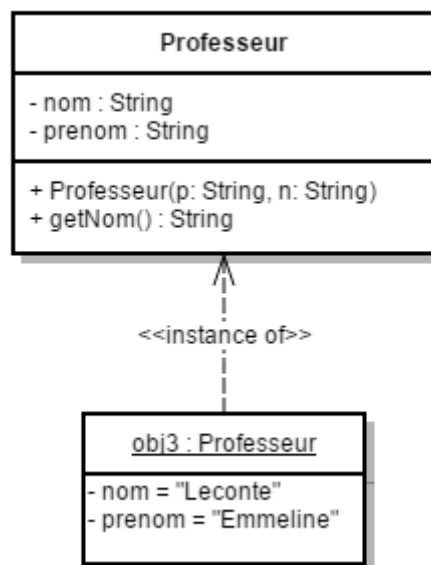 Professeur
- nom : String
- prenom : String
+ Professeur(p: String, n: String)
+ getNom() : String
<<instance of>>
obj3 : Professeur
- nom = "Leconte"
- prenom = "Emmeline"